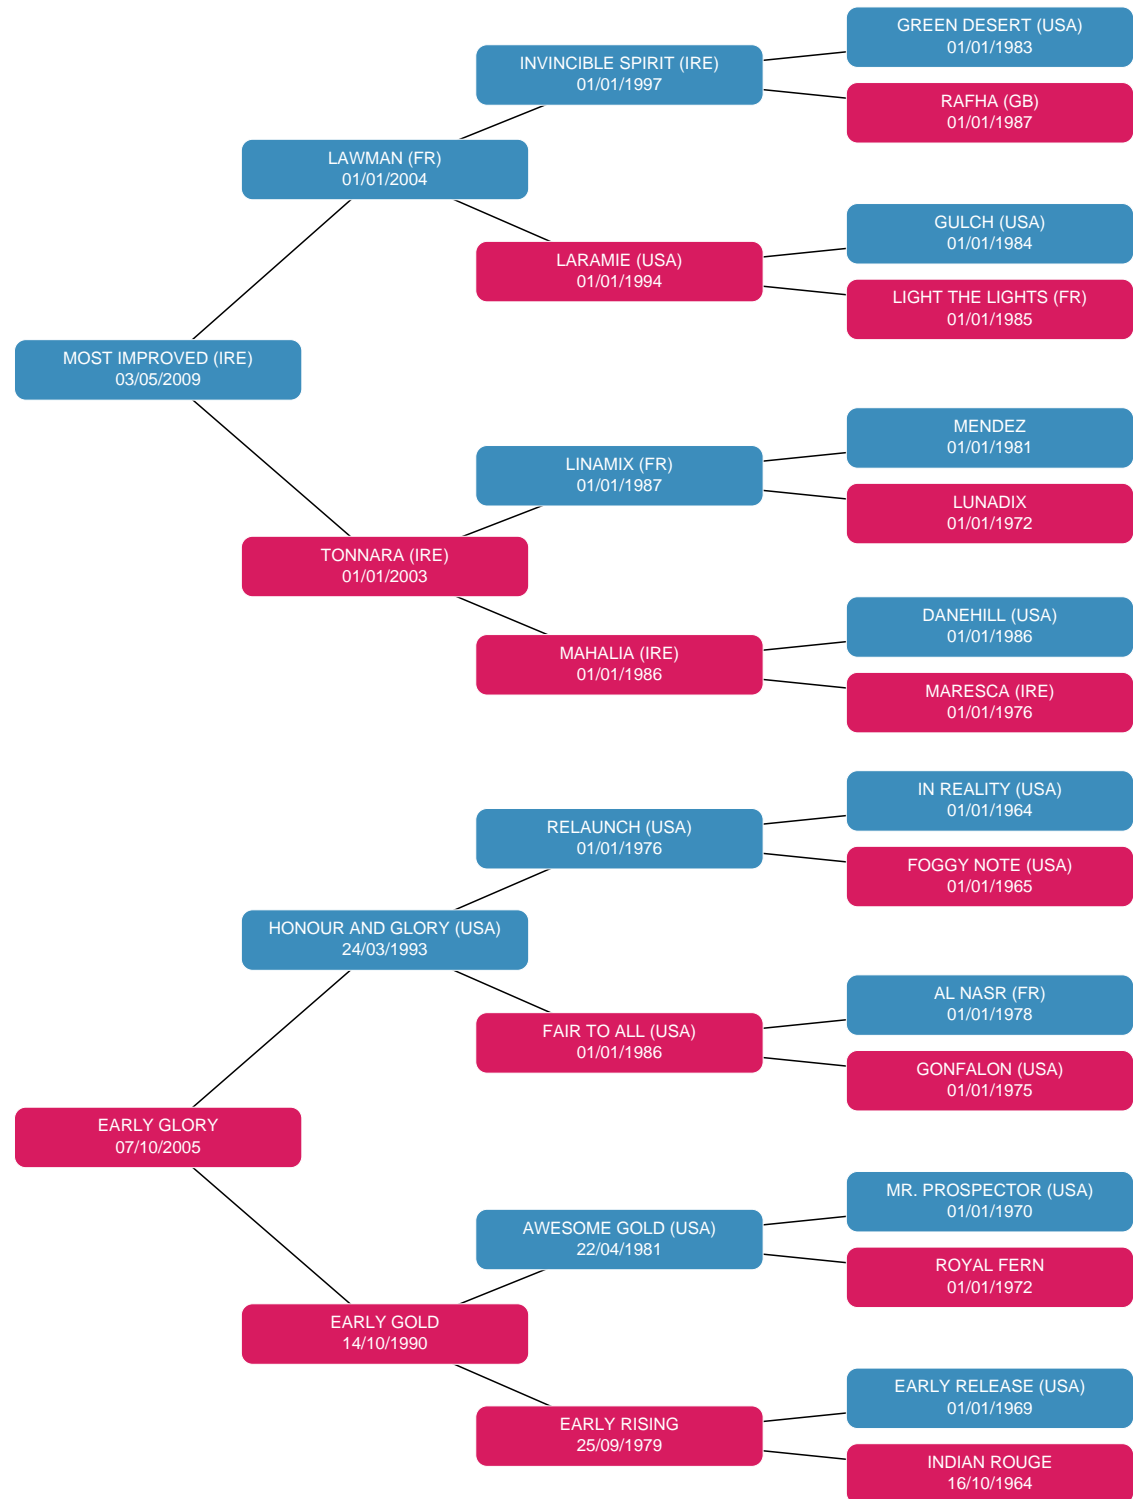 GREEN DESERT (USA)
01/01/1983
INVINCIBLE SPIRIT (IRE)
01/01/1997
RAFHA (GB)
01/01/1987
LAWMAN (FR)
01/01/2004
GULCH (USA)
01/01/1984
LARAMIE (USA)
01/01/1994
LIGHT THE LIGHTS (FR)
01/01/1985
MOST IMPROVED (IRE)
03/05/2009
MENDEZ
01/01/1981
LINAMIX (FR)
01/01/1987
LUNADIX
01/01/1972
TONNARA (IRE)
01/01/2003
DANEHILL (USA)
01/01/1986
MAHALIA (IRE)
01/01/1986
MARESCA (IRE)
01/01/1976
IN REALITY (USA)
01/01/1964
RELAUNCH (USA)
01/01/1976
FOGGY NOTE (USA)
01/01/1965
HONOUR AND GLORY (USA)
24/03/1993
AL NASR (FR)
01/01/1978
FAIR TO ALL (USA)
01/01/1986
GONFALON (USA)
01/01/1975
EARLY GLORY
07/10/2005
MR. PROSPECTOR (USA)
01/01/1970
AWESOME GOLD (USA)
22/04/1981
ROYAL FERN
01/01/1972
EARLY GOLD
14/10/1990
EARLY RELEASE (USA)
01/01/1969
EARLY RISING
25/09/1979
INDIAN ROUGE
16/10/1964